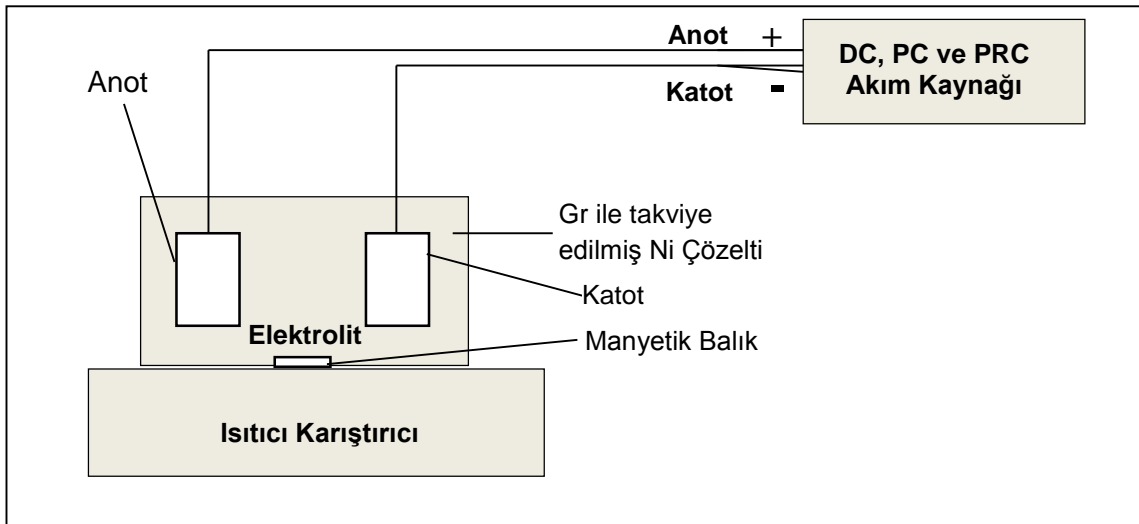 Anot +
DC, PC ve PRC
Akım Kaynağı
Katot -
Anot
Gr ile takviye
edilmiş Ni Çözelti
Katot
Elektrolit
Manyetik Balık
Isıtıcı Karıştırıcı